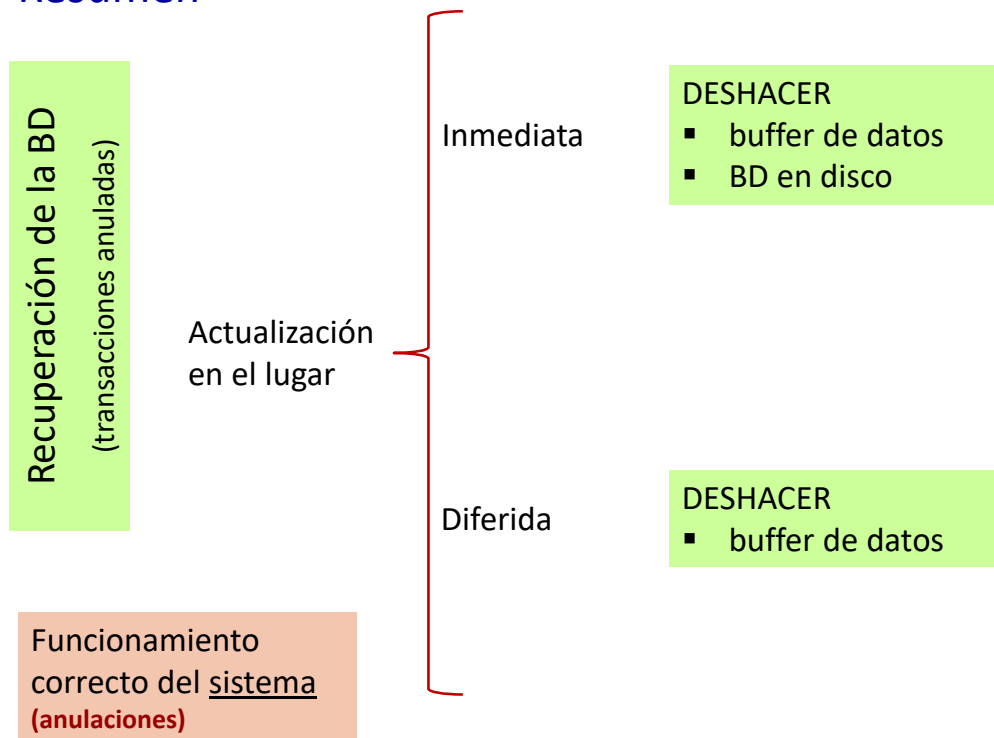 Recuperación de la BD
(transacciones anuladas)
Actualización
en el lugar
Inmediata
DESHACER
▪ buffer de datos
▪ BD en disco
Diferida
DESHACER
▪ buffer de datos
Funcionamiento
correcto del sistema
(anulaciones)